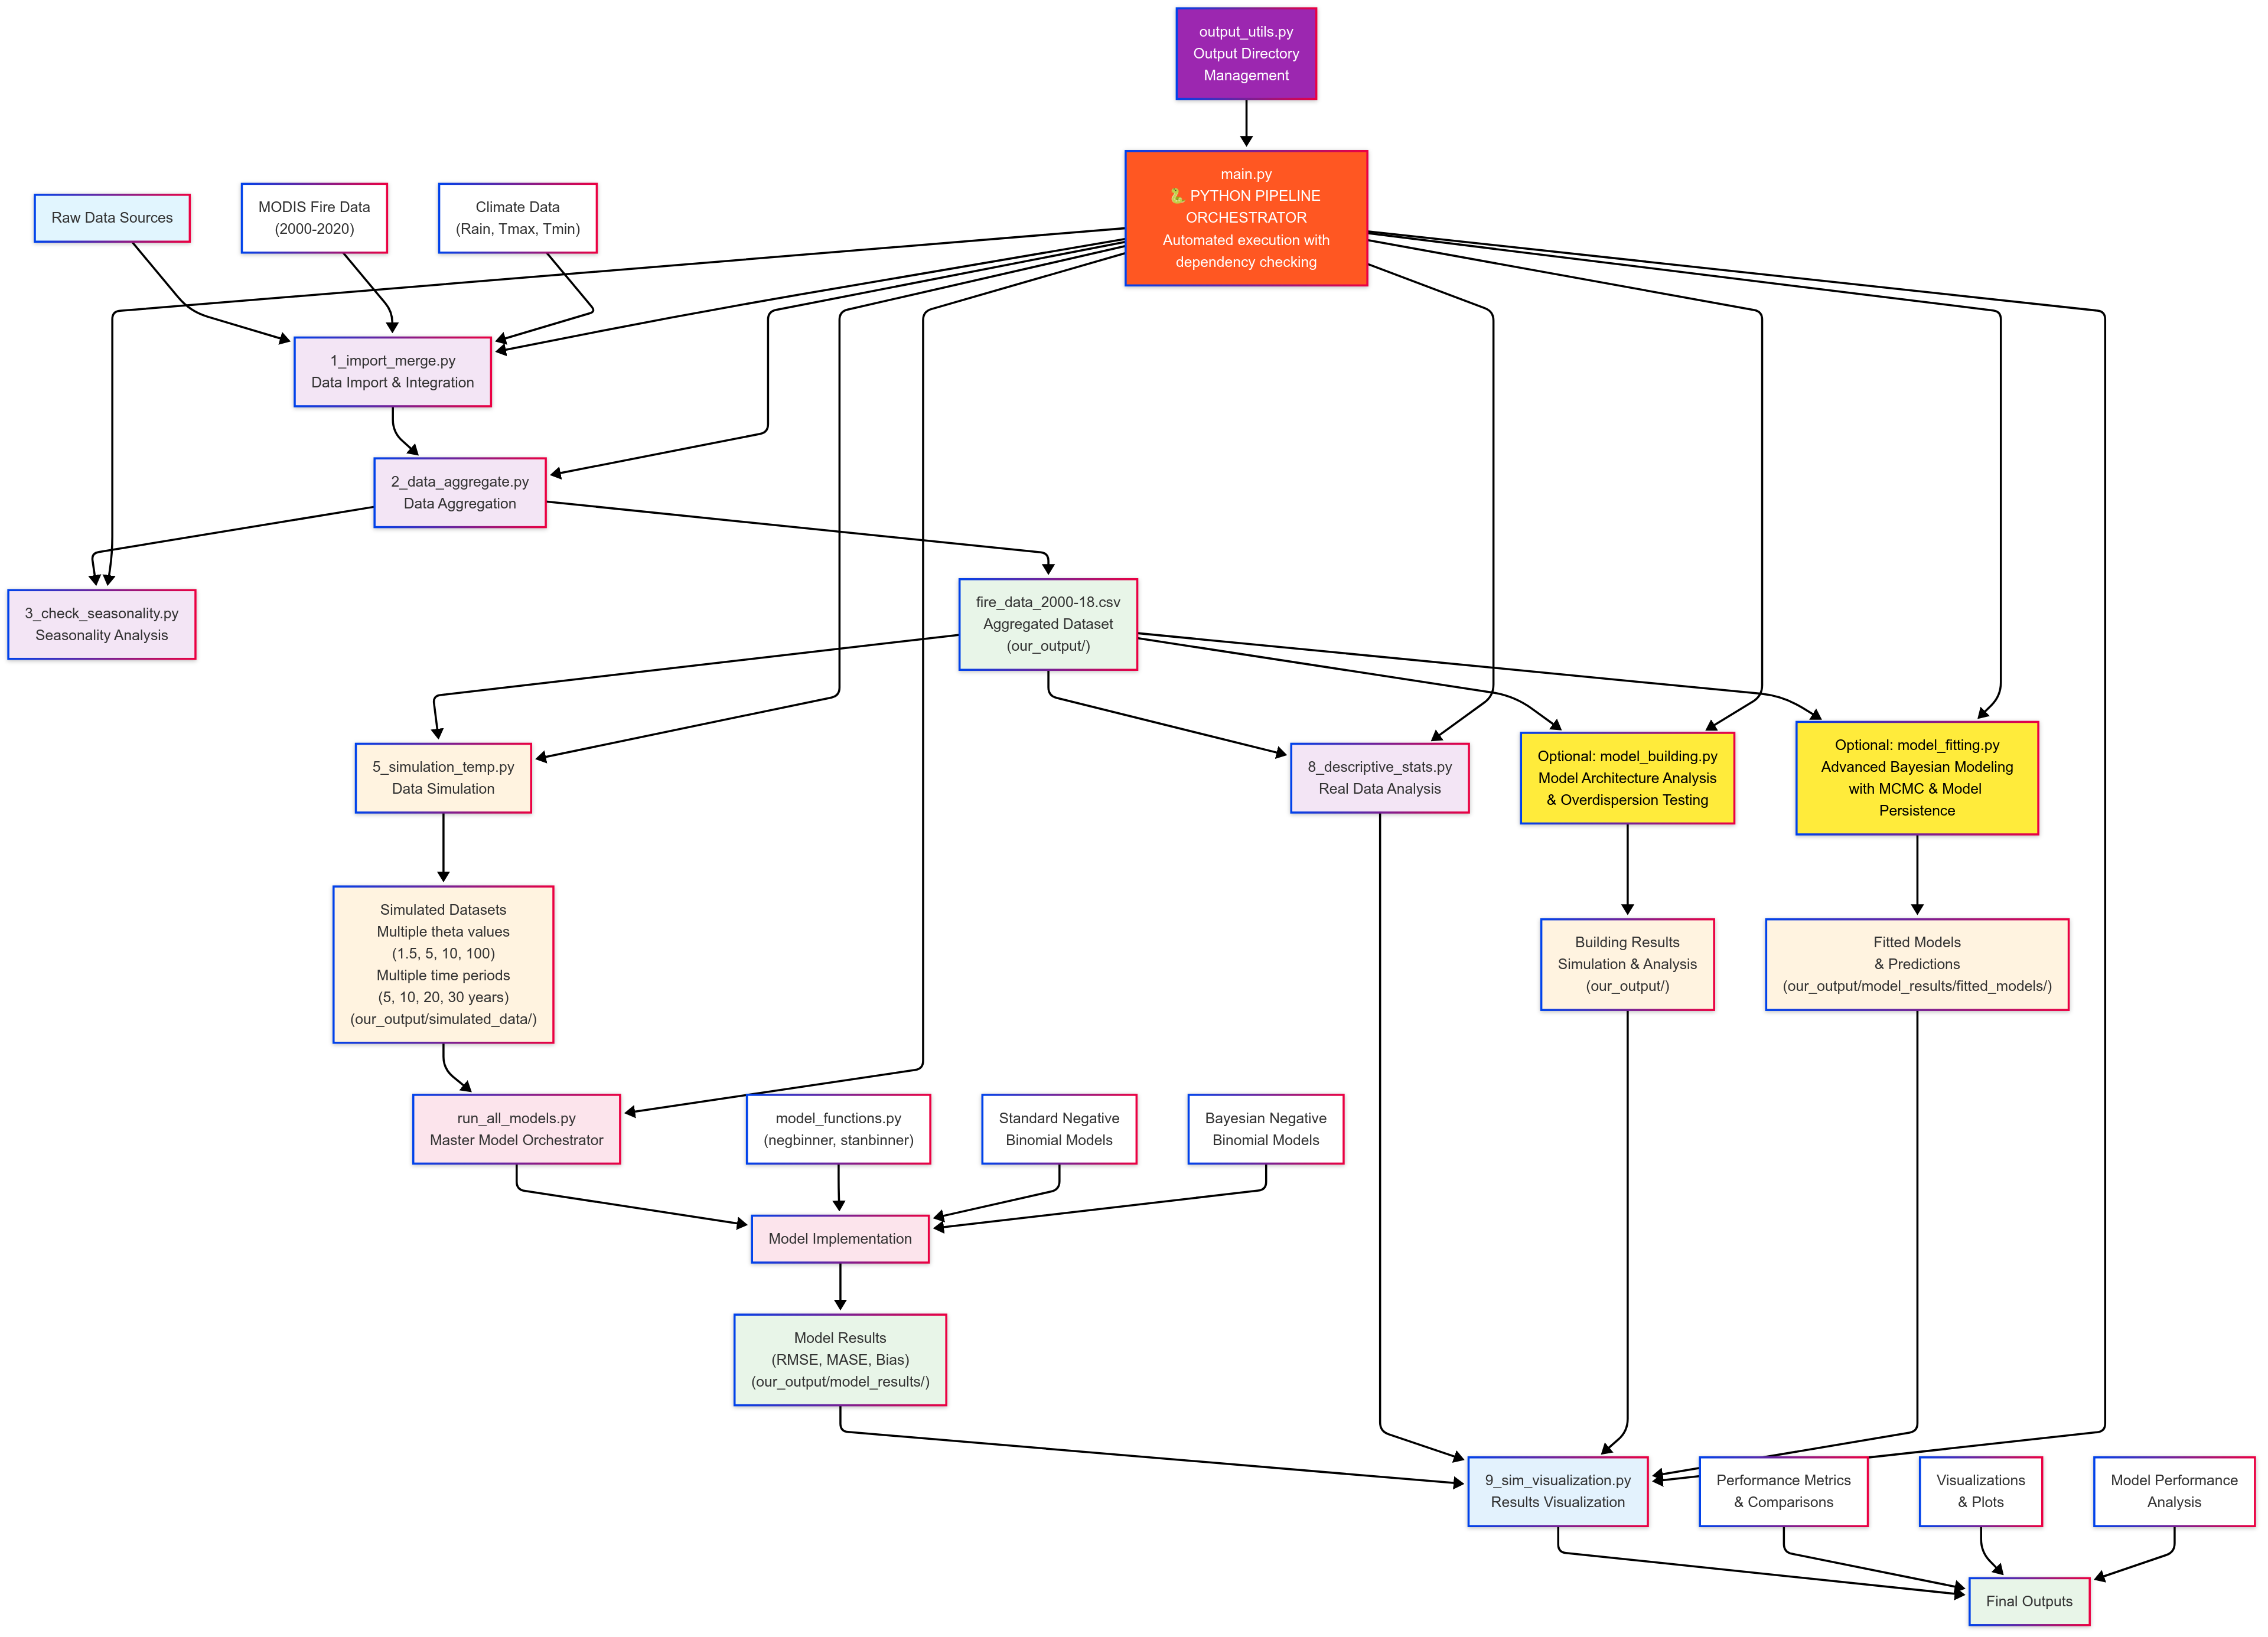 output_utils.py
Output Directory
Management
main.py
🐍 PYTHON PIPELINE
ORCHESTRATOR
Automated execution with
dependency checking
Raw Data Sources
MODIS Fire Data
(2000-2020)
Climate Data
(Rain, Tmax, Tmin)
1_import_merge.py
Data Import & Integration
2_data_aggregate.py
Data Aggregation
3_check_seasonality.py
Seasonality Analysis
fire_data_2000-18.csv
Aggregated Dataset
(our_output/)
5_simulation_temp.py
Data Simulation
8_descriptive_stats.py
Real Data Analysis
Optional: model_building.py
Model Architecture Analysis
& Overdispersion Testing
Optional: model_fitting.py
Advanced Bayesian Modeling
with MCMC & Model
Persistence
Simulated Datasets
Multiple theta values
(1.5, 5, 10, 100)
Multiple time periods
(5, 10, 20, 30 years)
(our_output/simulated_data/)
Building Results
Simulation & Analysis
(our_output/)
Fitted Models
& Predictions
(our_output/model_results/fitted_models/)
run_all_models.py
Master Model Orchestrator
model_functions.py
(negbinner, stanbinner)
Standard Negative
Binomial Models
Bayesian Negative
Binomial Models
Model Implementation
Model Results
(RMSE, MASE, Bias)
(our_output/model_results/)
9_sim_visualization.py
Results Visualization
Performance Metrics
& Comparisons
Visualizations
& Plots
Model Performance
Analysis
Final Outputs